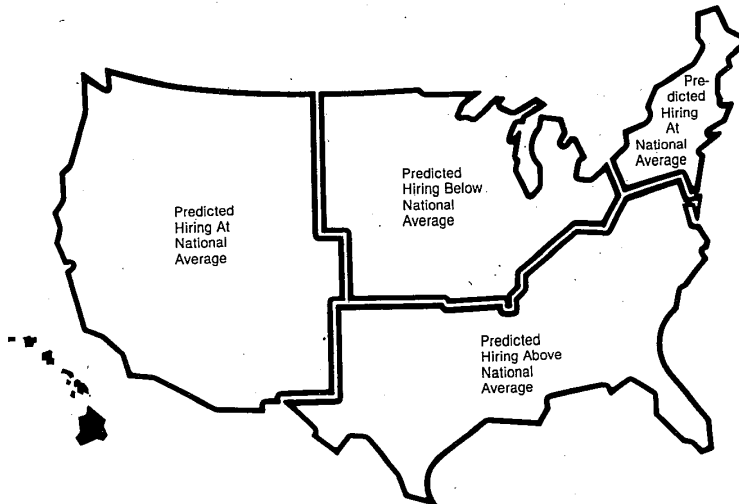 Pre-
dicted
Hiring
At
National
Average
Predicted
Hiring Below
National
Average
Predicted
Hiring At
National
Average
Predicted
Hiring Above
National
Average